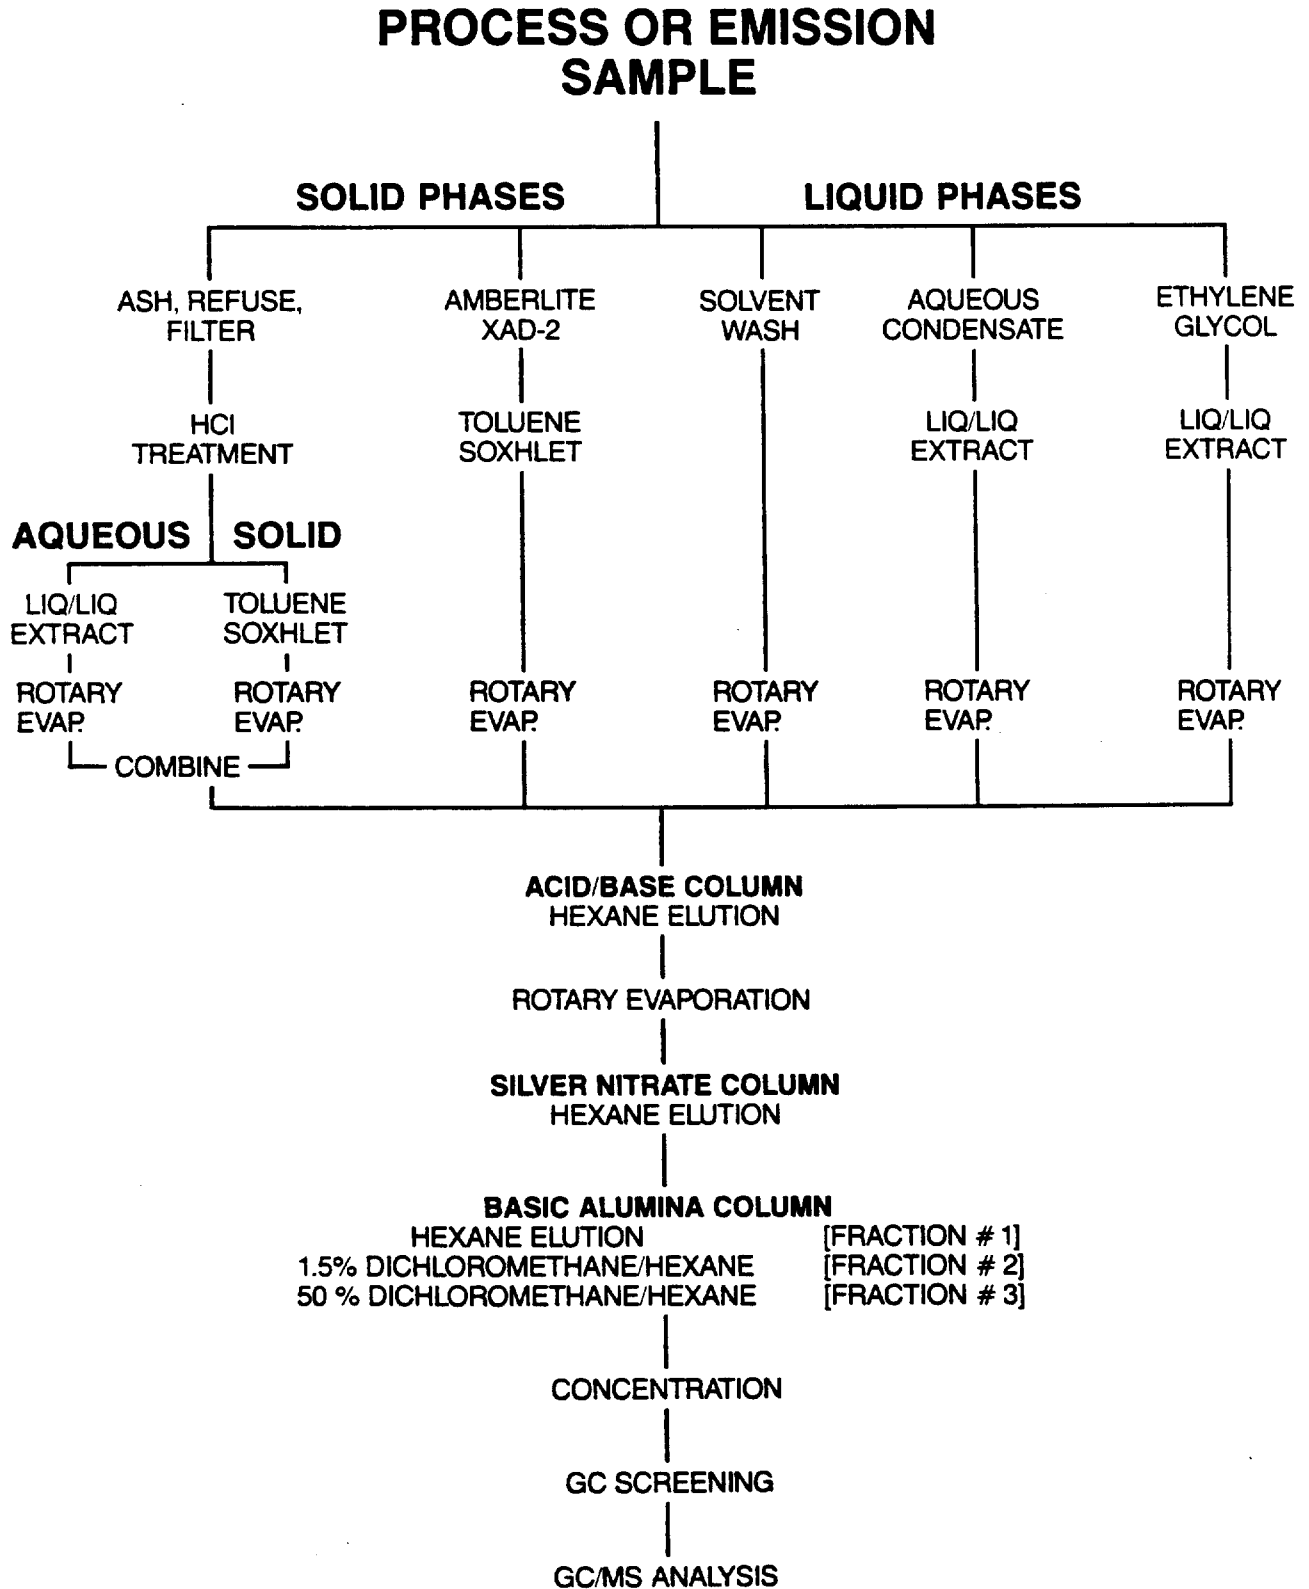 PROCESS OR EMISSION
SAMPLE
SOLID PHASES
LIQUID PHASES
ASH, REFUSE,
FILTER
AMBERLITE
XAD-2
SOLVENT
WASH
AQUEOUS
CONDENSATE
ETHYLENE
GLYCOL
HCl
TREATMENT
TOLUENE
SOXHLET
LIQ/LIQ
EXTRACT
LIQ/LIQ
EXTRACT
AQUEOUS
SOLID
LIQ/LIQ
EXTRACT
TOLUENE
SOXHLET
ROTARY
EVAP.
ROTARY
EVAP.
ROTARY
EVAP.
ROTARY
EVAP.
ROTARY
EVAP.
ROTARY
EVAP.
COMBINE
ACID/BASE COLUMN
HEXANE ELUTION
ROTARY EVAPORATION
SILVER NITRATE COLUMN
HEXANE ELUTION
BASIC ALUMINA COLUMN
HEXANE ELUTION [FRACTION # 1]
1.5% DICHLOROMETHANE/HEXANE [FRACTION # 2]
50 % DICHLOROMETHANE/HEXANE [FRACTION # 3]
CONCENTRATION
GC SCREENING
GC/MS ANALYSIS